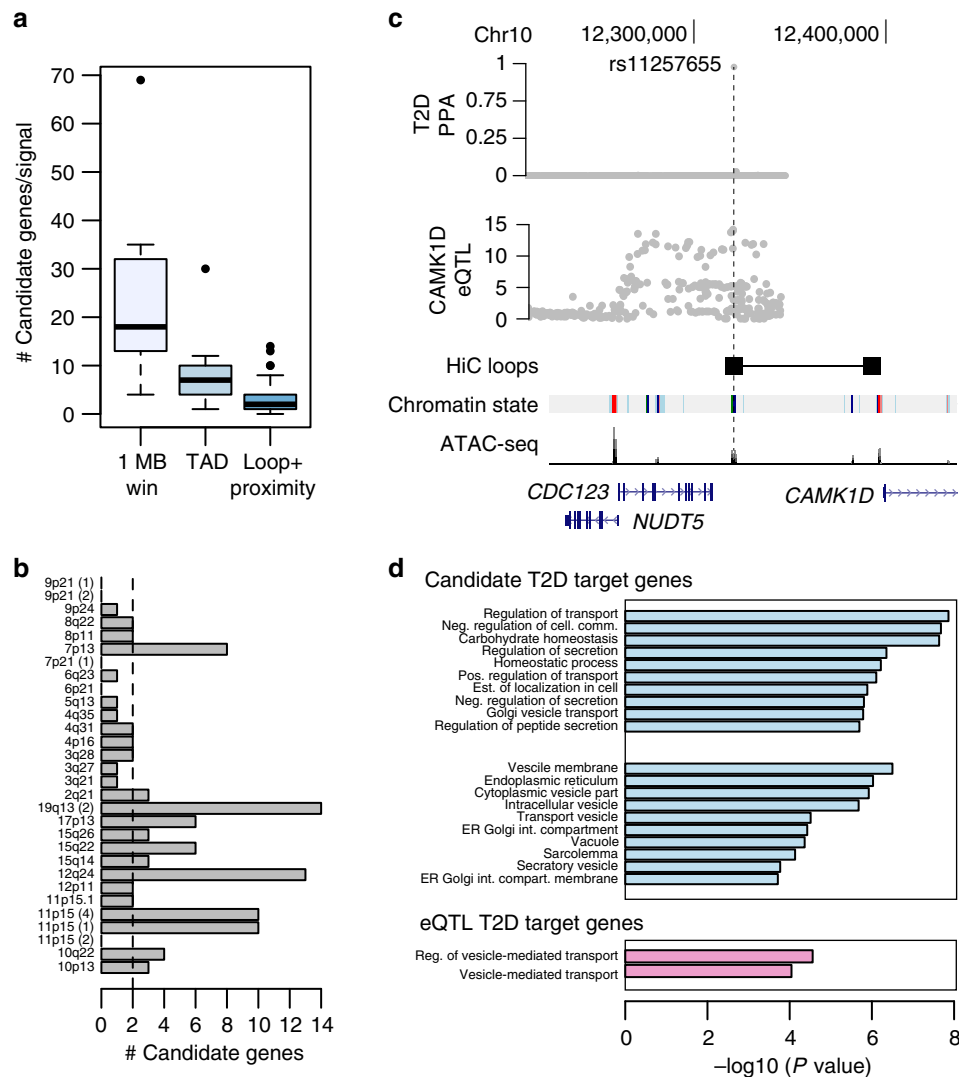 a
70
60
50
40
30
20
10
0
# Candidate genes/signal
1 MB win
TAD
Loop+ proximity
b
9p21 (1)
9p21 (2)
9p24
8q22
8p11
7p13
7p21 (1)
6q23
6p21
5q13
4q35
4q31
4p16
3q28
3q27
3q21
2q21
19q13 (2)
17p13
15q26
15q22
15q14
12q24
12p11
11p15.1
11p15 (4)
11p15 (1)
11p15 (2)
10q22
10p13
0 2 4 6 8 10 12 14
# Candidate genes
c
Chr10
12,300,000
12,400,000
rs11257655
T2D PPA
1
0.75
0.25
0
CAMK1D eQTL
15
10
5
0
HiC loops
Chromatin state
ATAC-seq
CDC123
NUDT5
CAMK1D
d
Candidate T2D target genes
Regulation of transport
Neg. regulation of cell. comm.
Carbohydrate homeostasis
Regulation of secretion
Homeostatic process
Pos. regulation of transport
Est. of localization in cell
Neg. regulation of secretion
Golgi vesicle transport
Regulation of peptide secretion
Vescile membrane
Endoplasmic reticulum
Cytoplasmic vesicle part
Intracellular vesicle
Transport vesicle
ER Golgi int. compartment
Vacuole
Sarcolemma
Secratory vesicle
ER Golgi int. compart. membrane
eQTL T2D target genes
Reg. of vesicle-mediated transport
Vesicle-mediated transport
0 2 4 6 8
−log10 (P value)